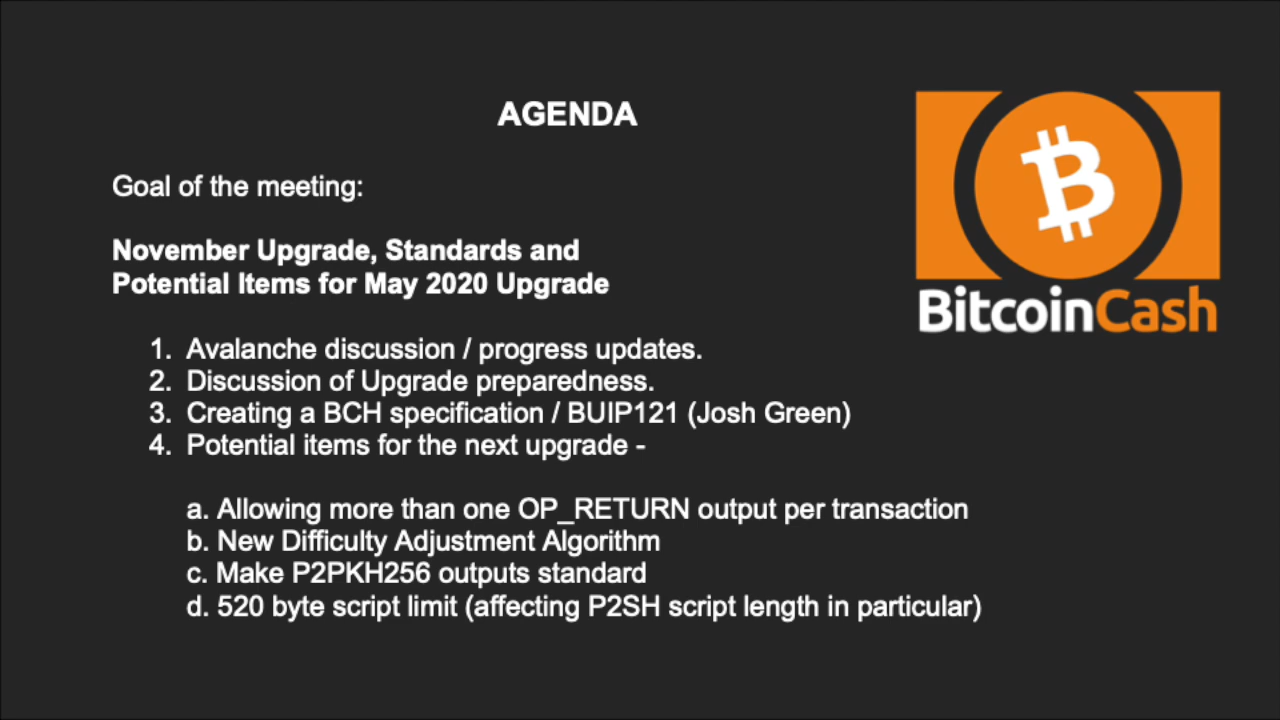 AGENDA
Goal of the meeting:
November Upgrade, Standards and
Potential Items for May 2020 Upgrade
1. Avalanche discussion / progress updates.
2. Discussion of Upgrade preparedness.
3. Creating a BCH specification / BUIP121 (Josh Green)
4. Potential items for the next upgrade -
a. Allowing more than one OP_RETURN output per transaction
b. New Difficulty Adjustment Algorithm
c. Make P2PKH256 outputs standard
d. 520 byte script limit (affecting P2SH script length in particular)
BitcoinCash